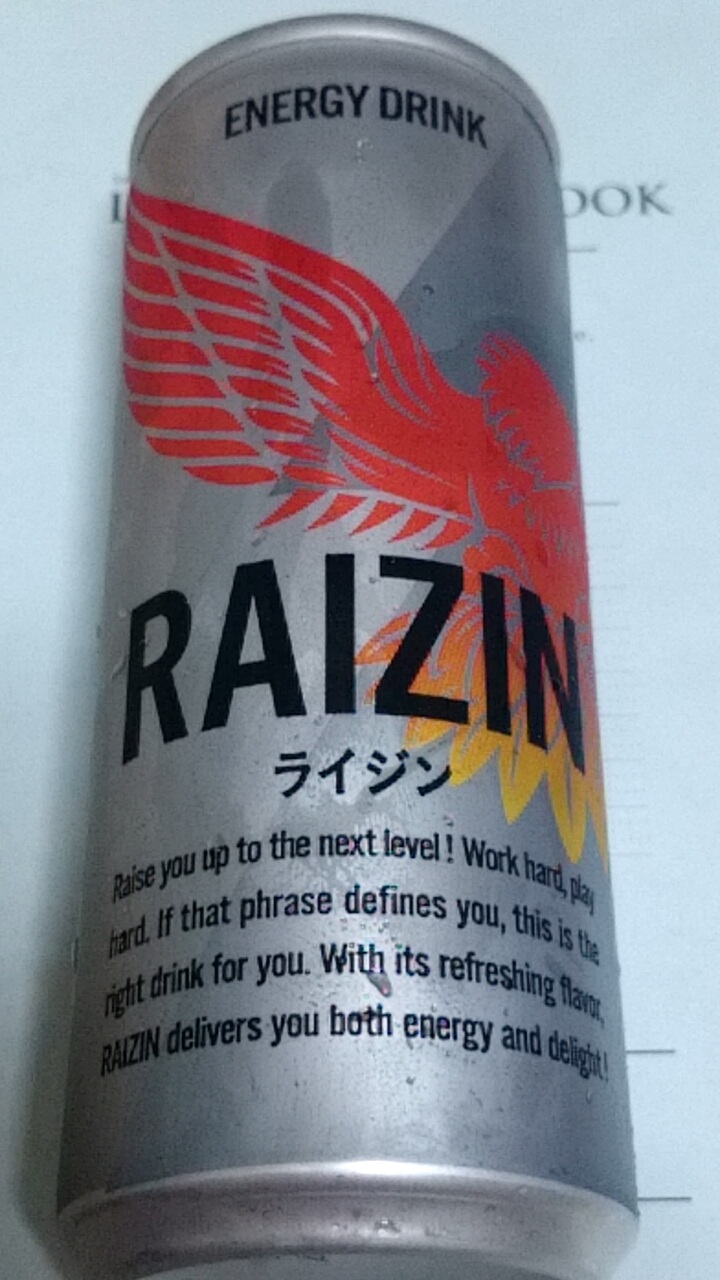 ENERGY DRINK
OOK
RAIZIN
ライジン
Raise you up to the next level! Work hard, play
hard. If that phrase defines you, this is the
right drink for you. With its refreshing flavor,
RAIZIN delivers you both energy and delight!